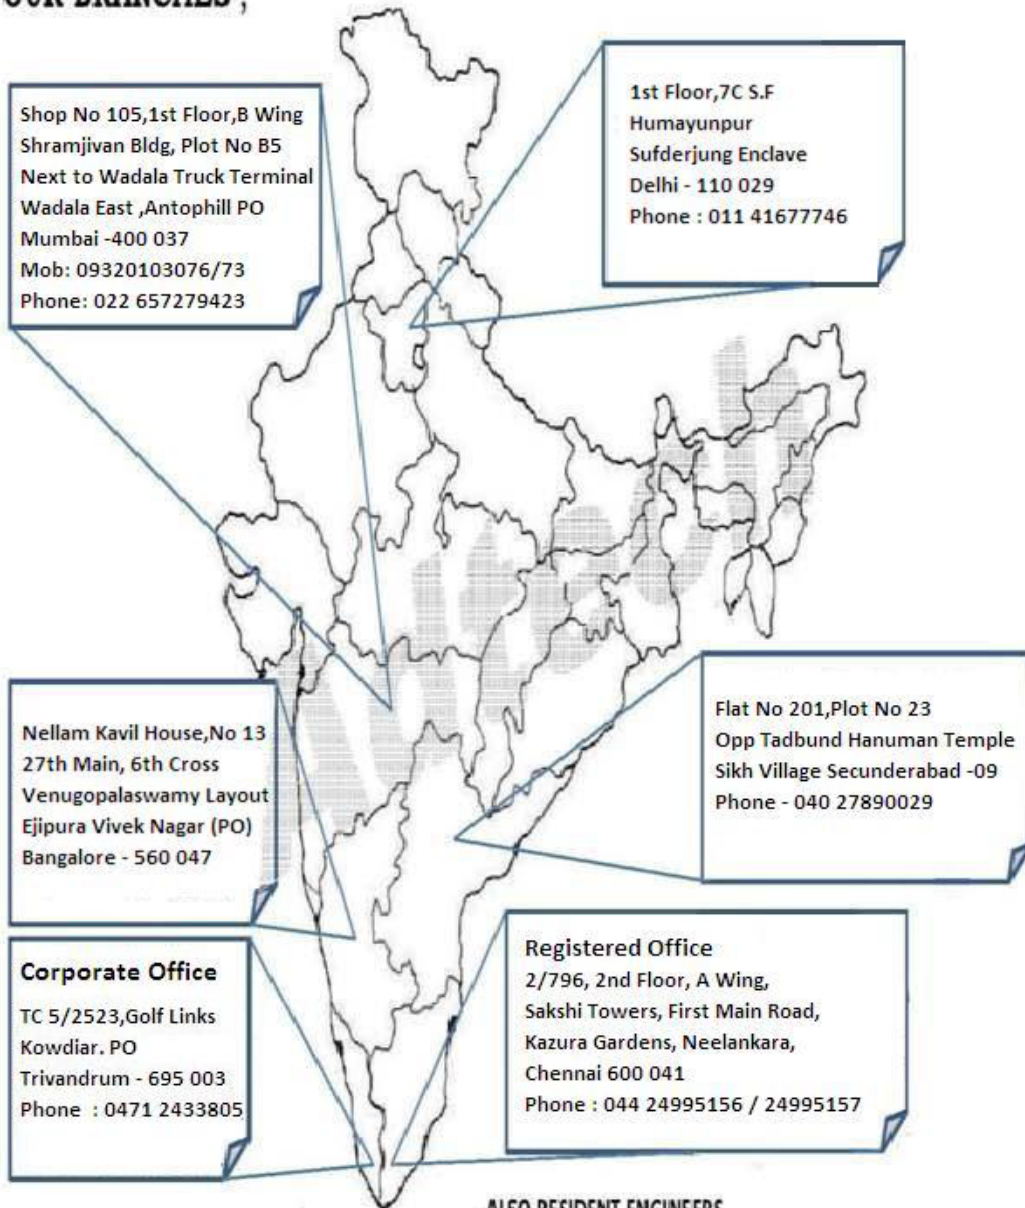 OUR BRANCHES ;
Shop No 105,1st Floor,B Wing
Shramjivan Bldg, Plot No B5
Next to Wadala Truck Terminal
Wadala East ,Antophill PO
Mumbai -400 037
Mob: 09320103076/73
Phone: 022 657279423
1st Floor,7C S.F
Humayunpur
Sufderjung Enclave
Delhi - 110 029
Phone : 011 41677746
Nellam Kavil House,No 13
27th Main, 6th Cross
Venugopalaswamy Layout
Ejipura Vivek Nagar (PO)
Bangalore - 560 047
Flat No 201,Plot No 23
Opp Tadbund Hanuman Temple
Sikh Village Secunderabad -09
Phone - 040 27890029
Corporate Office
TC 5/2523,Golf Links
Kowdiar. PO
Trivandrum - 695 003
Phone : 0471 2433805
Registered Office
2/796, 2nd Floor, A Wing,
Sakshi Towers, First Main Road,
Kazura Gardens, Neelankara,
Chennai 600 041
Phone : 044 24995156 / 24995157
ALSO RESIDENT ENGINEERS